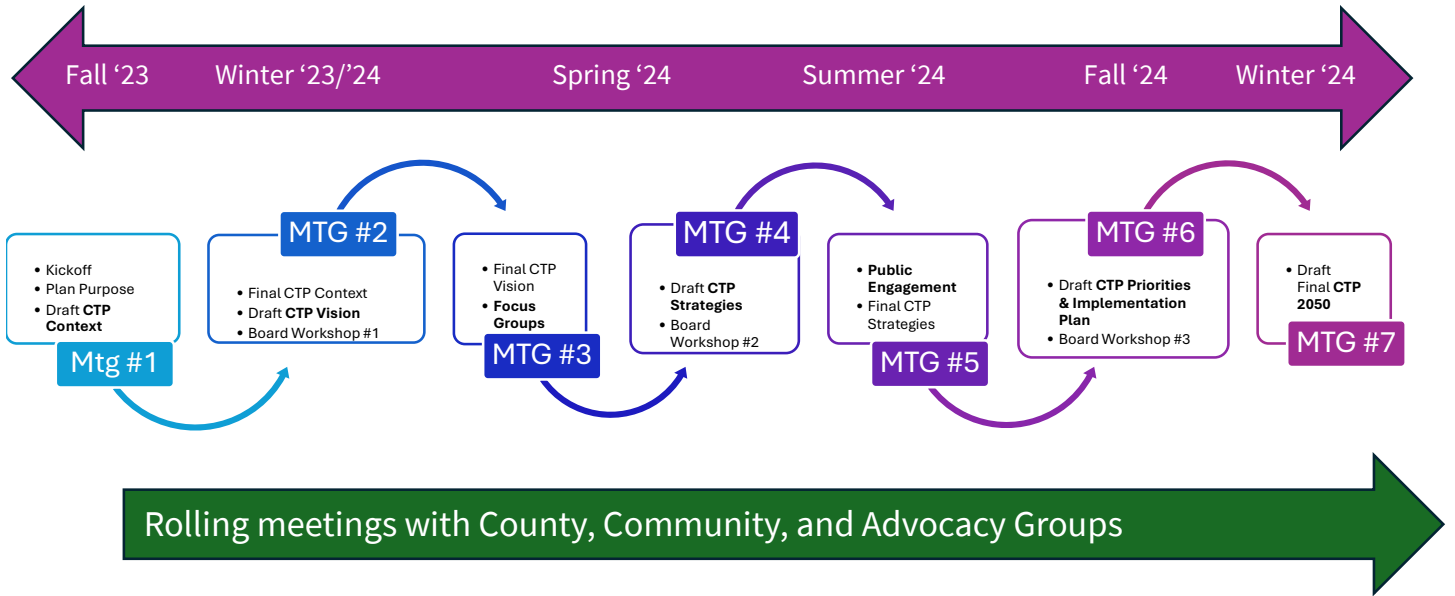 Fall ‘23
Winter ‘23/’24
Spring ‘24
Summer ‘24
Fall ‘24
Winter ‘24
• Kickoff
• Plan Purpose
• Draft CTP
Context
Mtg #1
MTG #2
• Final CTP Context
• Draft CTP Vision
• Board Workshop #1
• Final CTP
Vision
• Focus
Groups
MTG #3
MTG #4
• Draft CTP
Strategies
• Board
Workshop #2
• Public
Engagement
• Final CTP
Strategies
MTG #5
MTG #6
• Draft CTP Priorities
& Implementation
Plan
• Board Workshop #3
• Draft
Final CTP
2050
MTG #7
Rolling meetings with County, Community, and Advocacy Groups